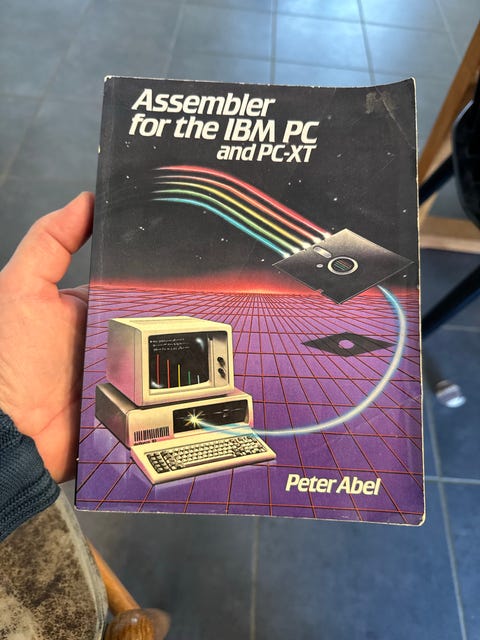 Assembler
for the IBM PC
and PC-XT
Peter Abel